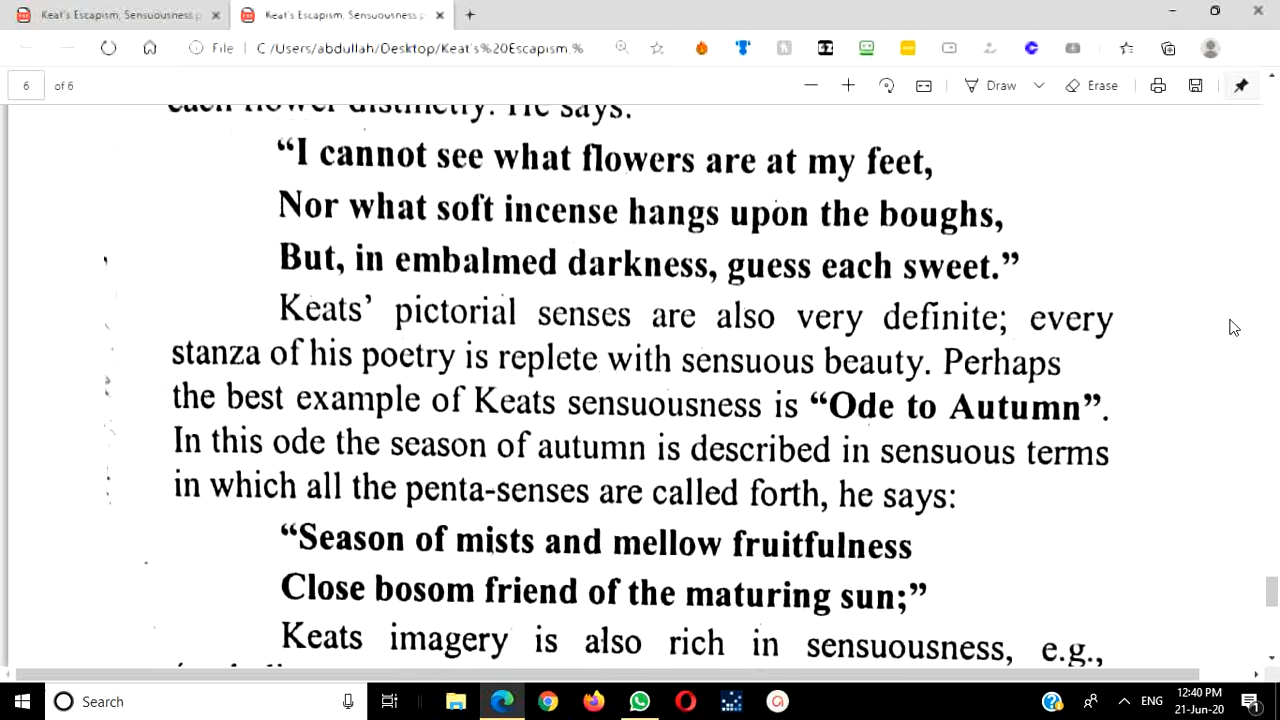 Keat's Escapism, Sensuousness.p
Keat's Escapism, Sensuousness.p
File
C:/Users/abdullah/Desktop/Keat's%20Escapism,%
6 of 6
Draw
Erase
each flower distinctly. He says.
“I cannot see what flowers are at my feet,
Nor what soft incense hangs upon the boughs,
But, in embalmed darkness, guess each sweet.”
Keats’ pictorial senses are also very definite; every
stanza of his poetry is replete with sensuous beauty. Perhaps
the best example of Keats sensuousness is “Ode to Autumn”.
In this ode the season of autumn is described in sensuous terms
in which all the penta-senses are called forth, he says:
“Season of mists and mellow fruitfulness
Close bosom friend of the maturing sun;”
Keats imagery is also rich in sensuousness, e.g.,
Search
ENG
12:40 PM
21-Jun-20